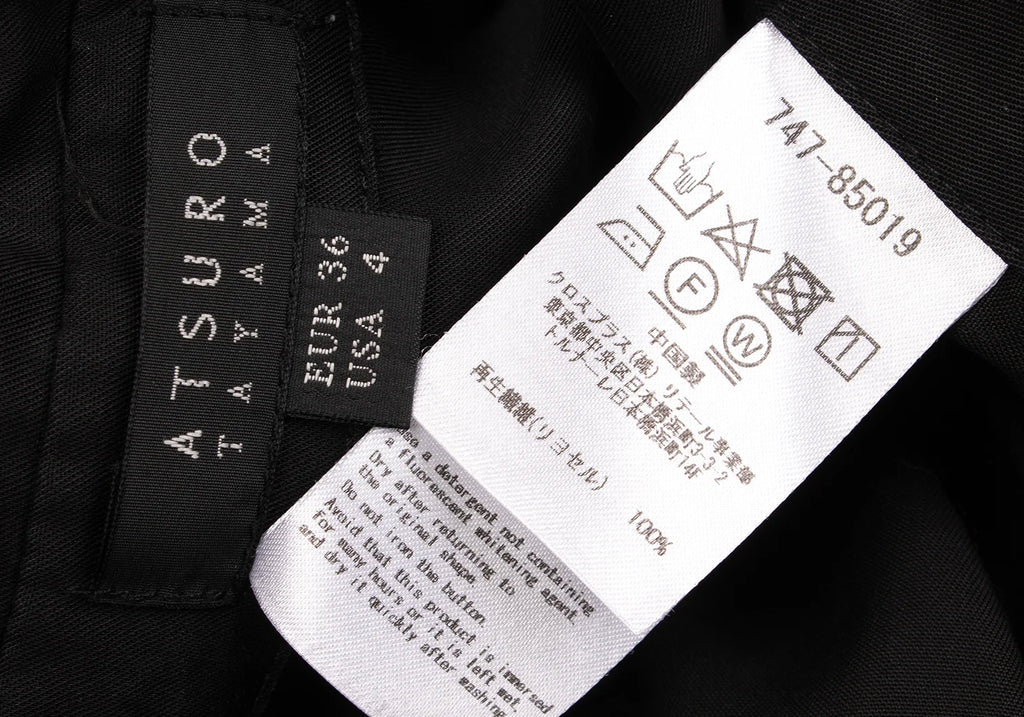 ATSURO
TAYAMA
EUR 36
USA 4
747-85019
F
W
クロスプラス(株) リテール事業部
東京都中央区日本橋浜町3-3-2
トルナーレ日本橋浜町14F
中国製
再生繊維(リヨセル) 100%
a detergent not containing
a fluorescent whitening agent.
Dry after returning to
the original shape.
Do not iron the button.
Avoid that this product is immersed
for many hours or it is left wet,
and dry it quickly after washing.